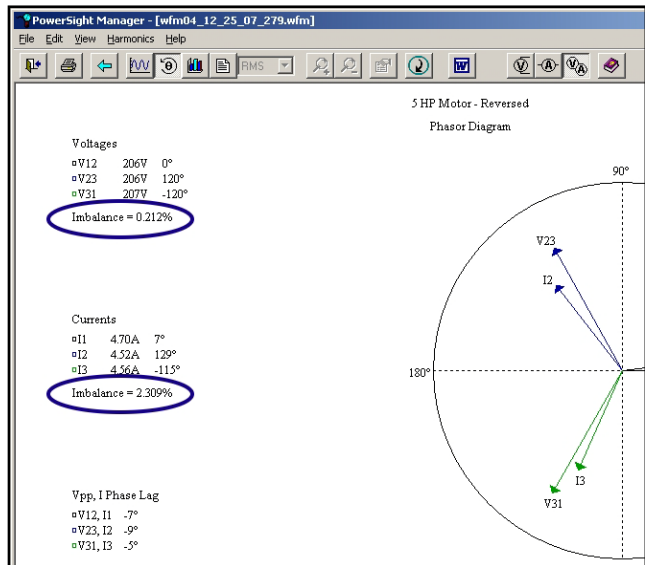 PowerSight Manager - [wfm04_12_25_07_279.wfm]
File Edit View Harmonics Help
RMS
W
V A V A
5 HP Motor - Reversed
Phasor Diagram
Voltages
V12 206V 0°
V23 206V 120°
V31 207V -120°
Imbalance = 0.212%
Currents
I1 4.70A 7°
I2 4.52A 129°
I3 4.56A -115°
Imbalance = 2.309%
Vpp, I Phase Lag
V12, I1 -7°
V23, I2 -9°
V31, I3 -5°
90°
V23
I2
180°
I3
V31